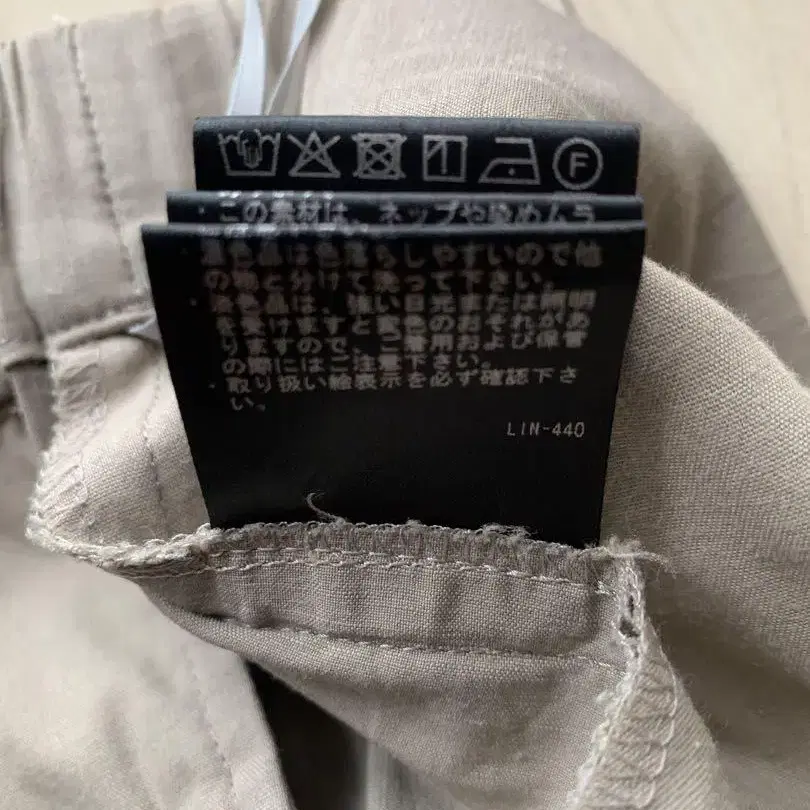 F
・この素材は、ネップや染めムラ
濃色品は色落ちしやすいので他
の物と分けて洗って下さい。
・淡色品は、強い日光または照明
を受けますと変色のおそれがあ
りますので、ご着用および保管
の際にはご注意下さい。
・取り扱い絵表示を必ず確認下さ
い。
LIN-440